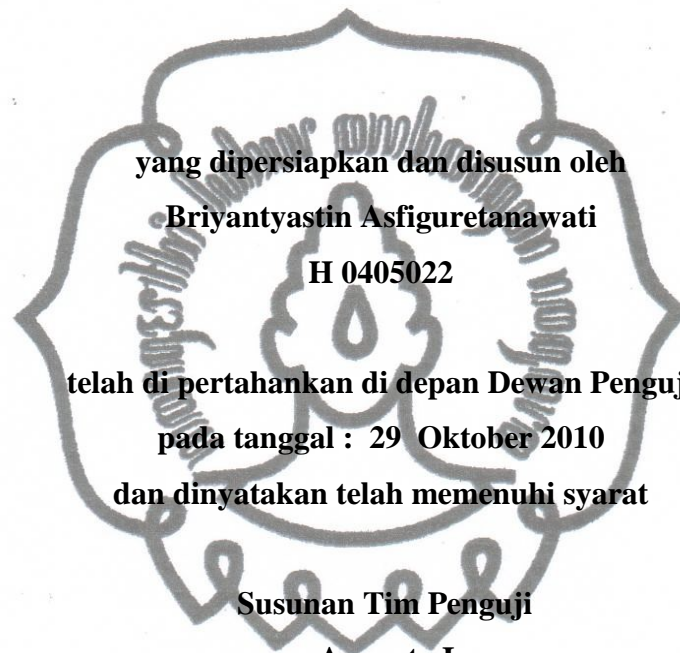 yang dipersiapkan dan disusun oleh
Briyantyastin Asfiguretanawati
H 0405022
telah di pertahankan di depan Dewan Penguj
pada tanggal : 29 Oktober 2010
dan dinyatakan telah memenuhi syarat
Susunan Tim Penguji